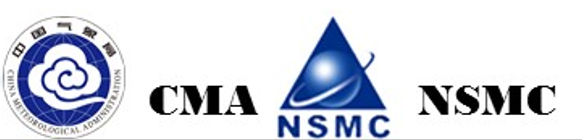 中国气象局
CHINA METEOROLOGICAL ADMINISTRATION
CMA
NSMC
NSMC